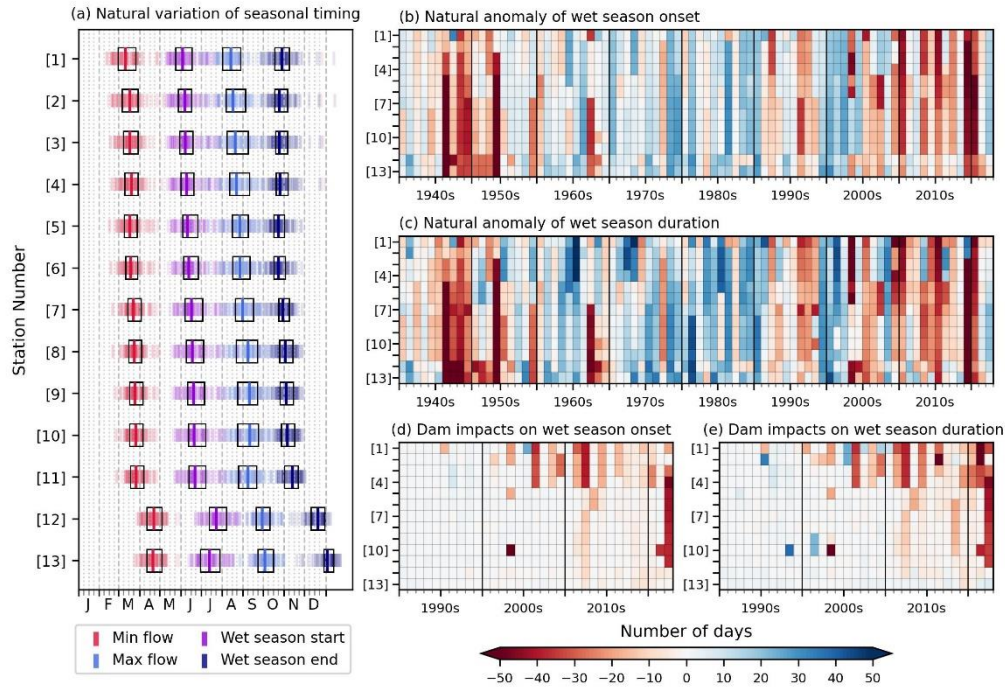 (a) Natural variation of seasonal timing
Station Number
[1]
[2]
[3]
[4]
[5]
[6]
[7]
[8]
[9]
[10]
[11]
[12]
[13]
J F M A M J J A S O N D
Min flow
Max flow
Wet season start
Wet season end
(b) Natural anomaly of wet season onset
[1]
[4]
[7]
[10]
[13]
1940s 1950s 1960s 1970s 1980s 1990s 2000s 2010s
(c) Natural anomaly of wet season duration
[1]
[4]
[7]
[10]
[13]
1940s 1950s 1960s 1970s 1980s 1990s 2000s 2010s
(d) Dam impacts on wet season onset
[1]
[4]
[7]
[10]
[13]
1990s 2000s 2010s
(e) Dam impacts on wet season duration
[1]
[4]
[7]
[10]
[13]
1990s 2000s 2010s
Number of days
−50 −40 −30 −20 −10 0 10 20 30 40 50